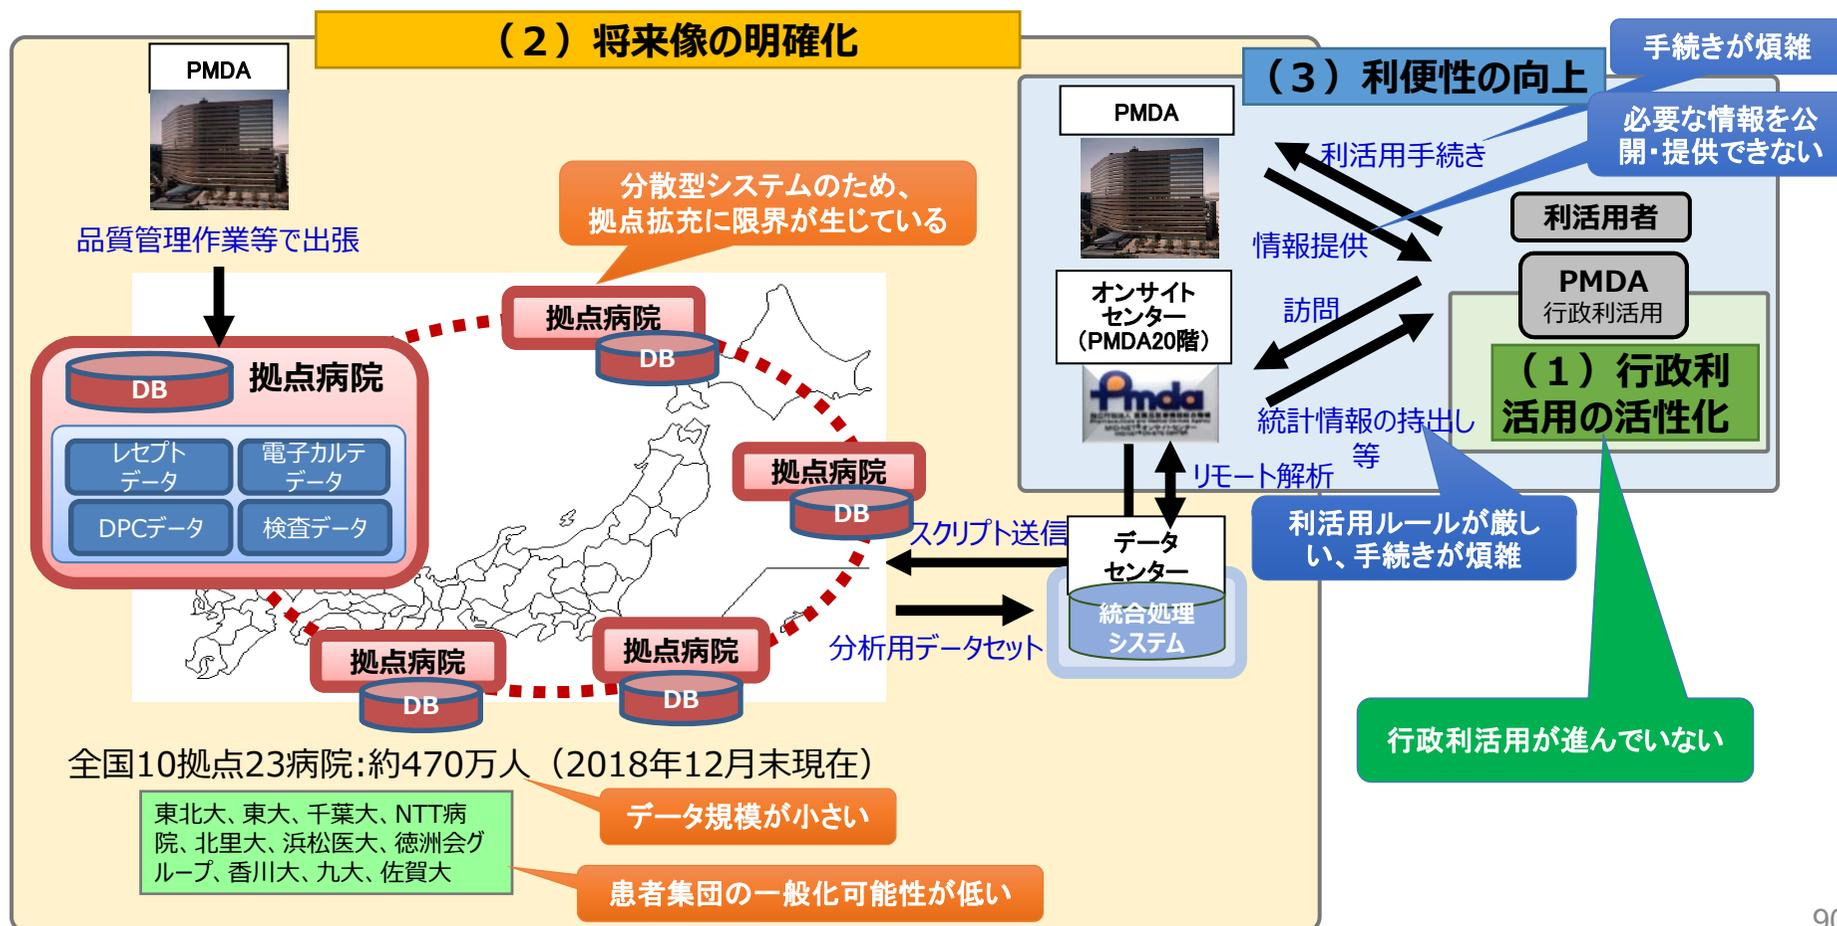 （２）将来像の明確化
PMDA
品質管理作業等で出張
拠点病院
DB
レセプト
データ
電子カルテ
データ
DPCデータ
検査データ
分散型システムのため、
拠点拡充に限界が生じている
拠点病院
DB
拠点病院
DB
拠点病院
DB
拠点病院
DB
スクリプト送信
分析用データセット
全国10拠点23病院:約470万人（2018年12月末現在）
データ規模が小さい
東北大、東大、千葉大、NTT病
院、北里大、浜松医大、徳洲会グ
ループ、香川大、九大、佐賀大
患者集団の一般化可能性が低い
（３）利便性の向上
手続きが煩雑
必要な情報を公
開・提供できない
PMDA
利活用手続き
情報提供
利活用者
PMDA
行政利活用
オンサイト
センター
（PMDA20階）
Pmda
訪問
統計情報の持出し
等
（１）行政利
活用の活性化
リモート解析
データ
センター
統合処理
システム
利活用ルールが厳し
い、手続きが煩雑
行政利活用が進んでいない
90